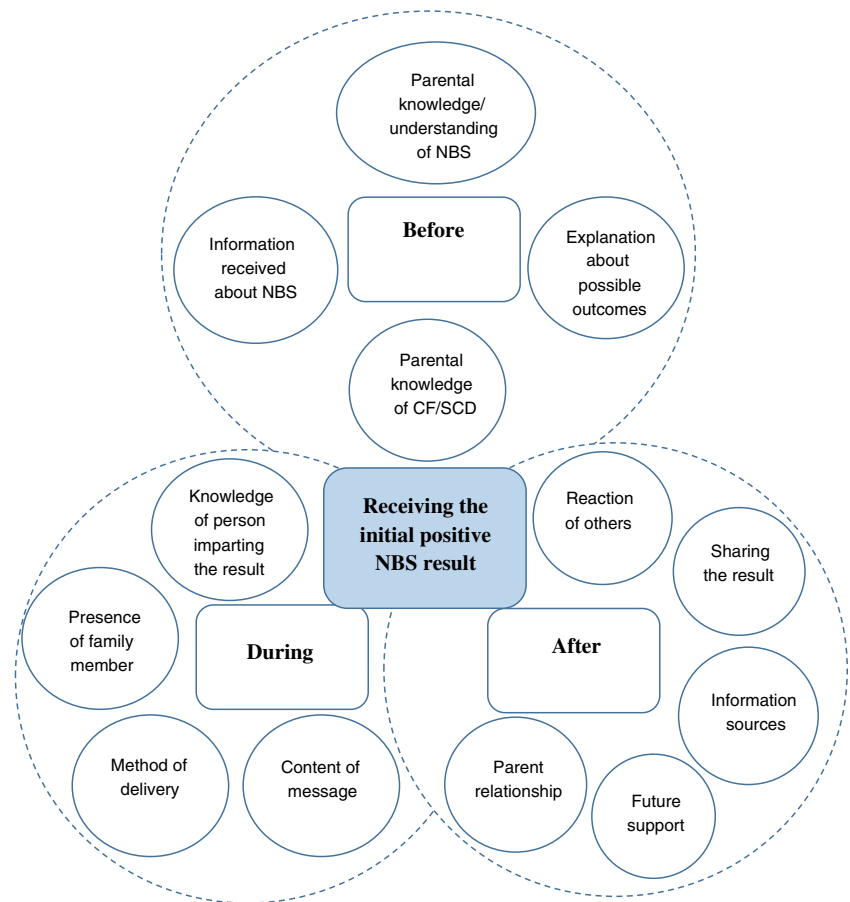 Parental
knowledge/
understanding
of NBS
Before
Information
received
about NBS
Explanation
about
possible
outcomes
Parental
knowledge
of CF/SCD
Receiving the
initial positive
NBS result
Knowledge
of person
imparting
the result
Presence
of family
member
During
Method of
delivery
Content of
message
Reaction
of others
Sharing
the result
After
Information
sources
Parent
relationship
Future
support